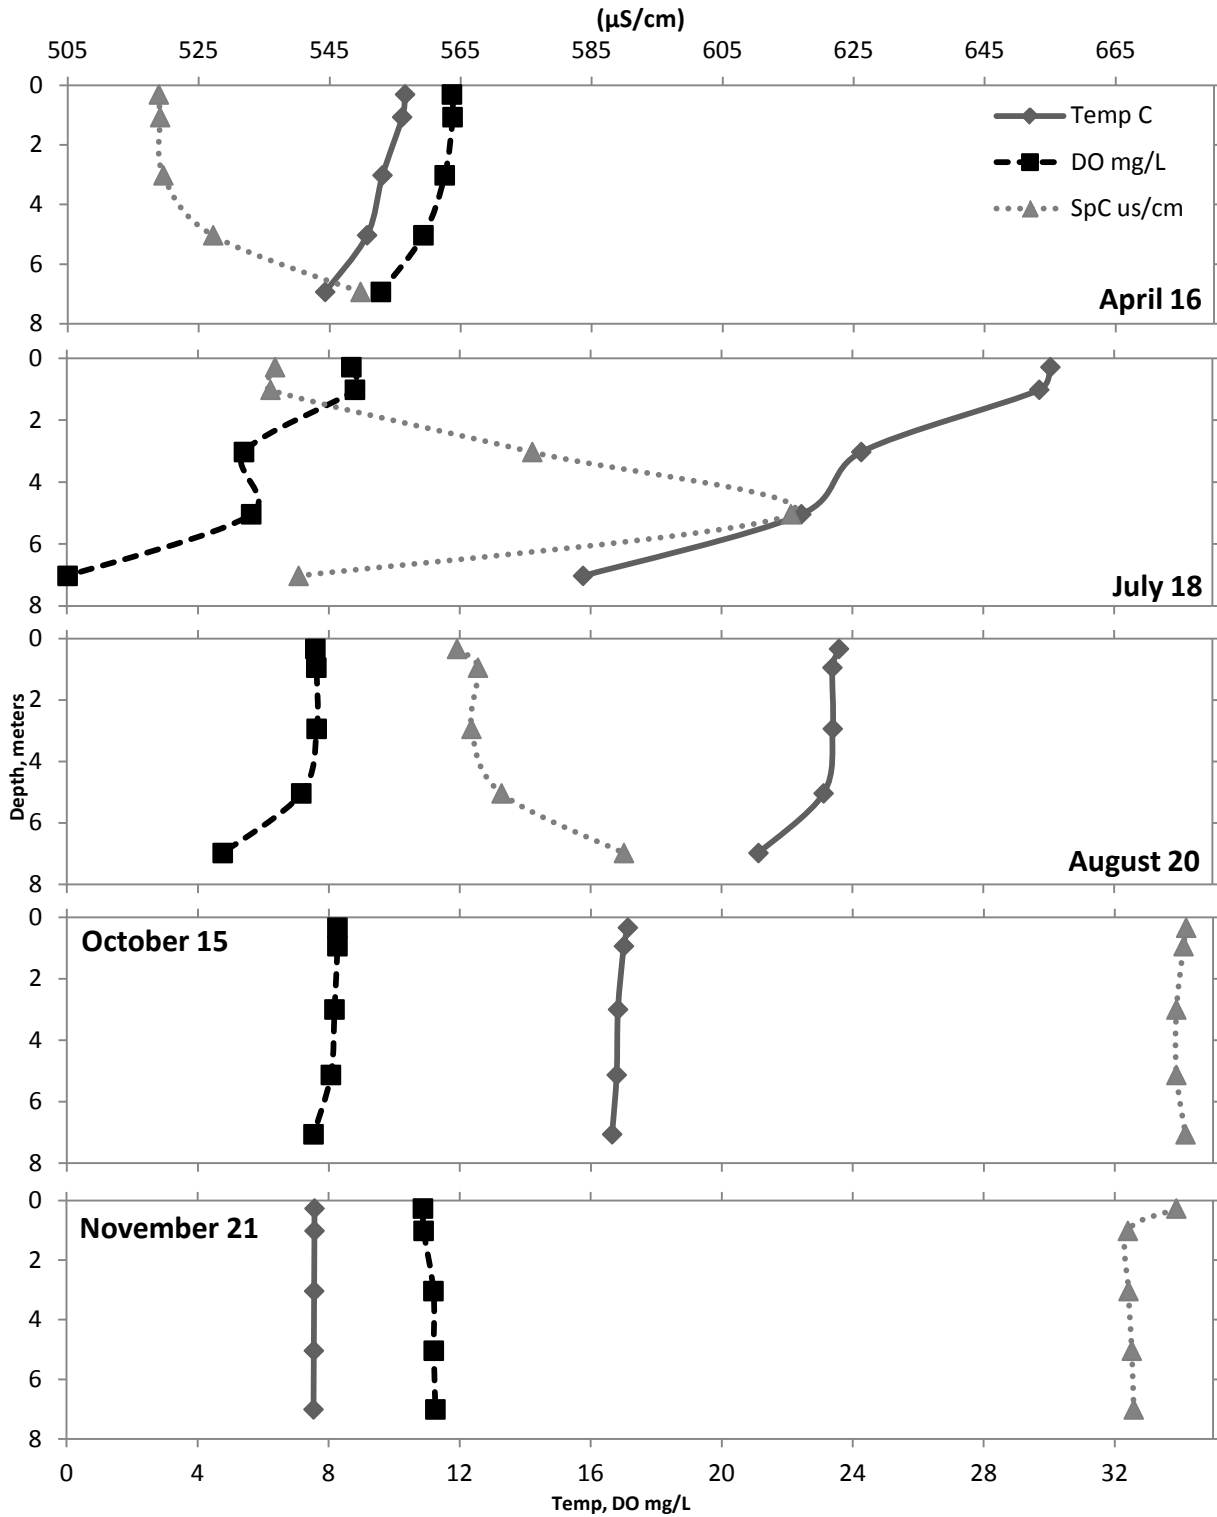 (µS/cm)
505 525 545 565 585 605 625 645 665
0
2
4
6
8
Temp C
DO mg/L
SpC us/cm
April 16
0
2
4
6
8
July 18
0
2
4
6
8
Depth, meters
August 20
0
2
4
6
8
October 15
0
2
4
6
8
November 21
0 4 8 12 16 20 24 28 32
Temp, DO mg/L